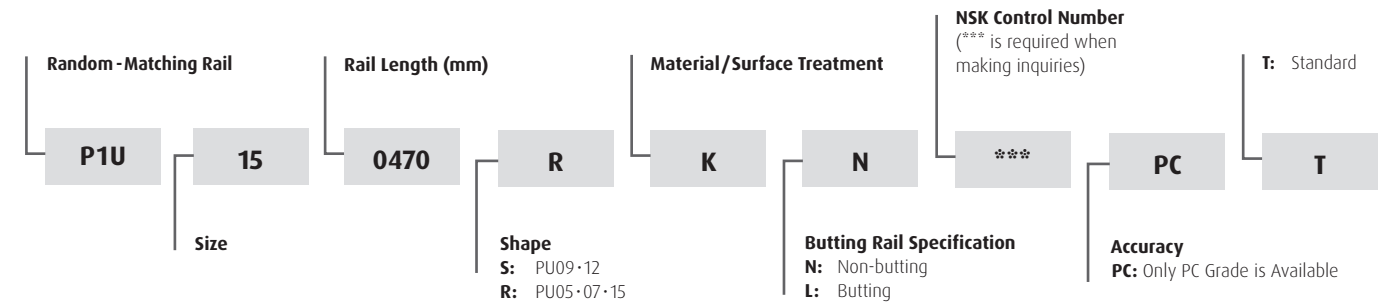 NSK Control Number
(*** is required when
making inquiries)
Random-Matching Rail
Rail Length (mm)
Material/Surface Treatment
T: Standard
P1U 15 0470 R K N *** PC T
Size
Shape
S: PU09·12
R: PU05·07·15
Butting Rail Specification
N: Non-butting
L: Butting
Accuracy
PC: Only PC Grade is Available